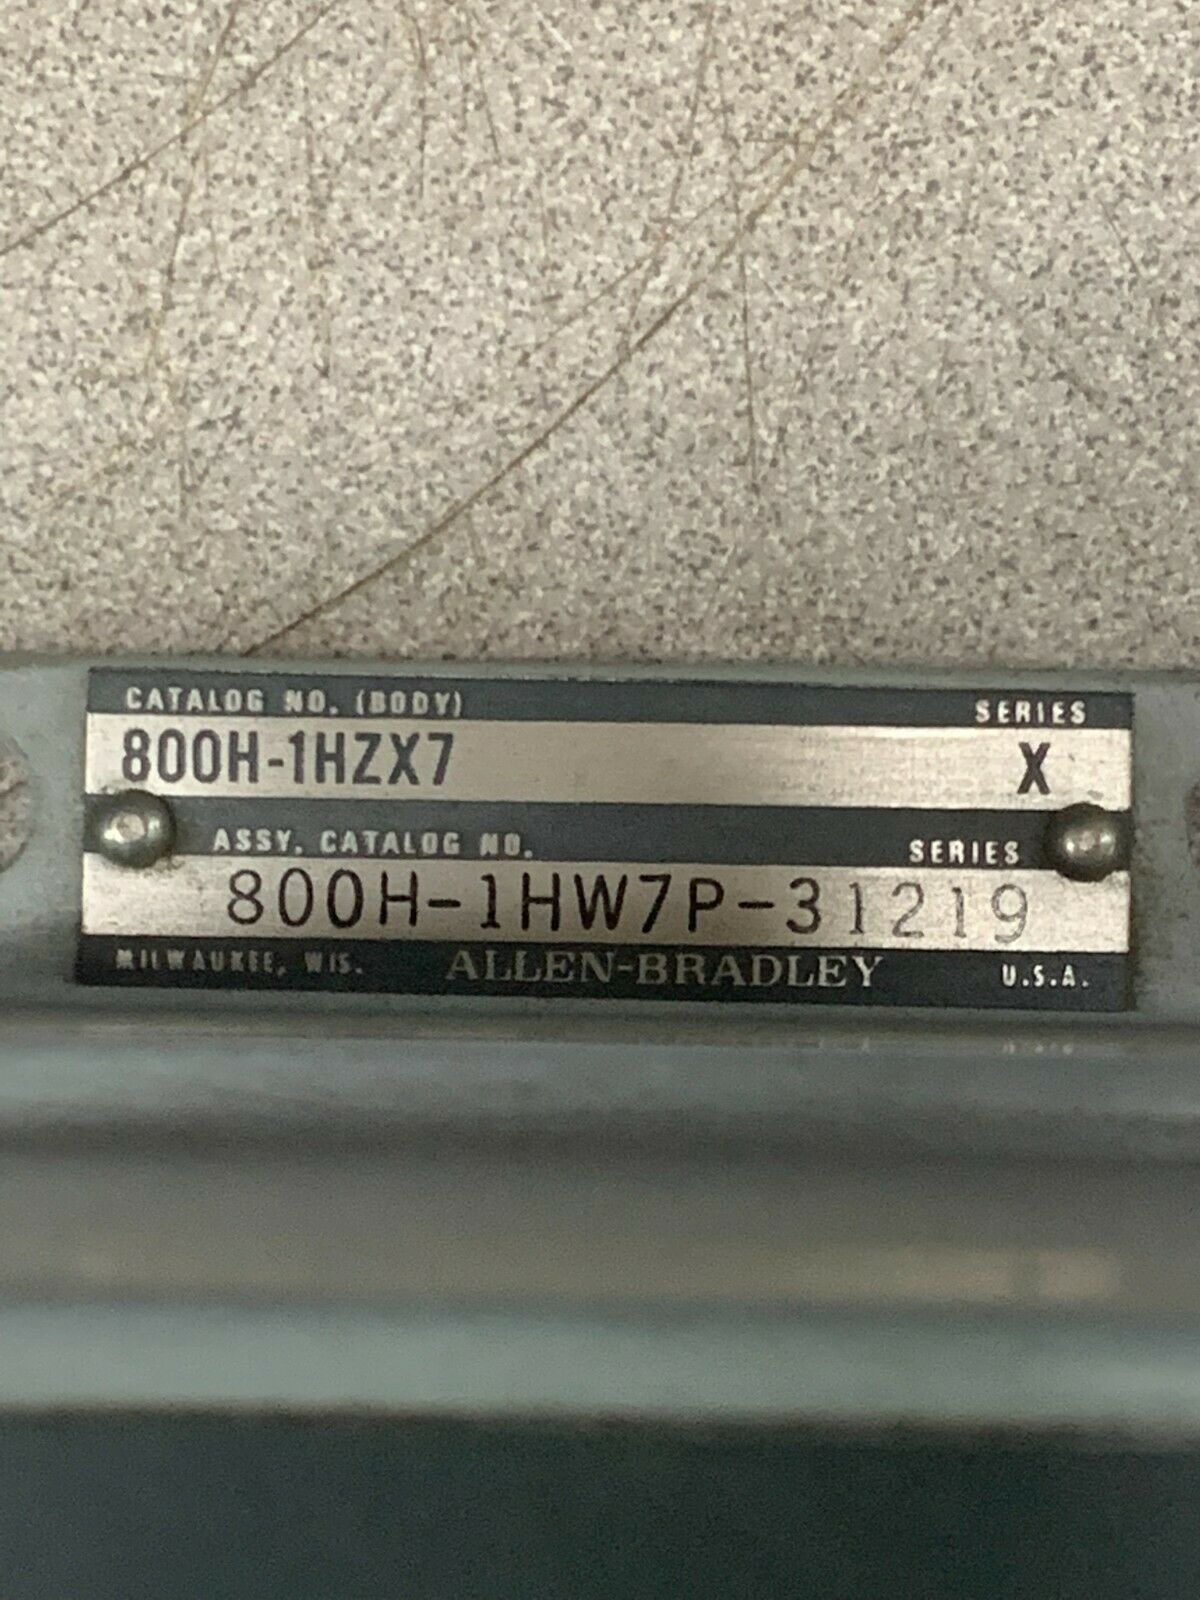 CATALOG NO. (BODY) SERIES
800H-1HZX7 X
ASSY. CATALOG NO. SERIES
800H-1HW7P-31219
MILWAUKEE, WIS. ALLEN-BRADLEY U.S.A.